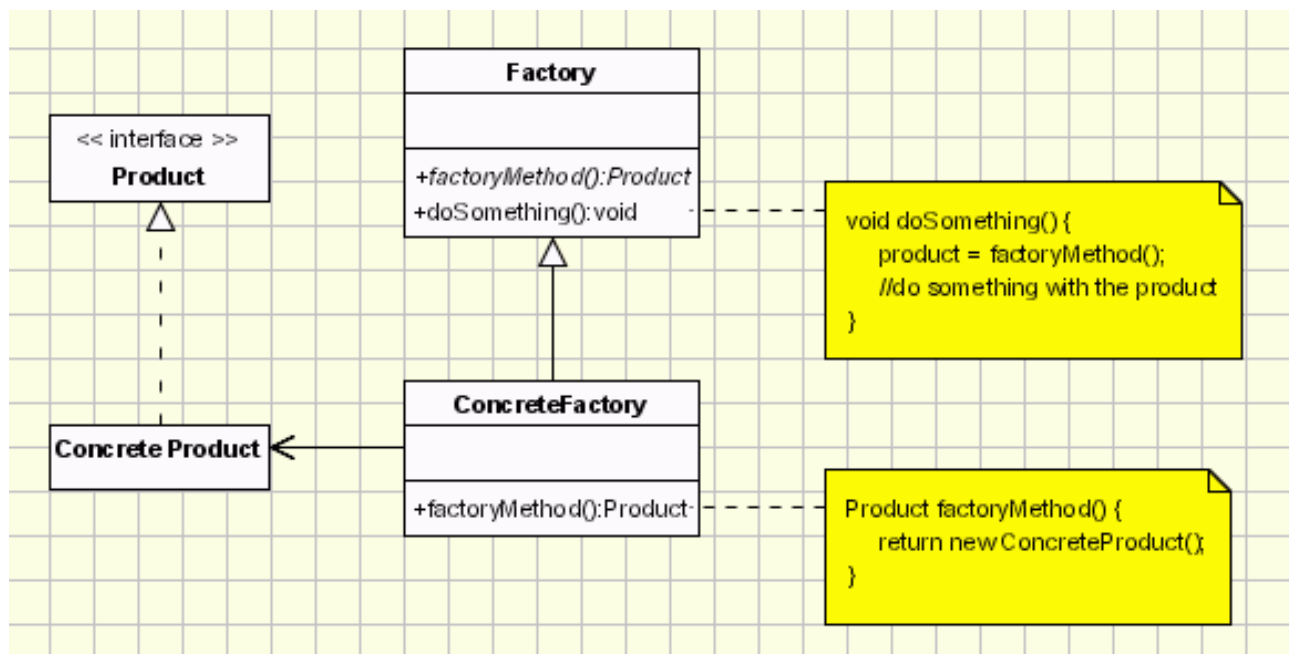 Factory
+factoryMethod():Product
+doSomething():void
<< interface >>
Product
void doSomething() {
product = factoryMethod();
//do something with the product
}
ConcreteFactory
+factoryMethod():Product
Concrete Product
Product factoryMethod() {
return new ConcreteProduct();
}